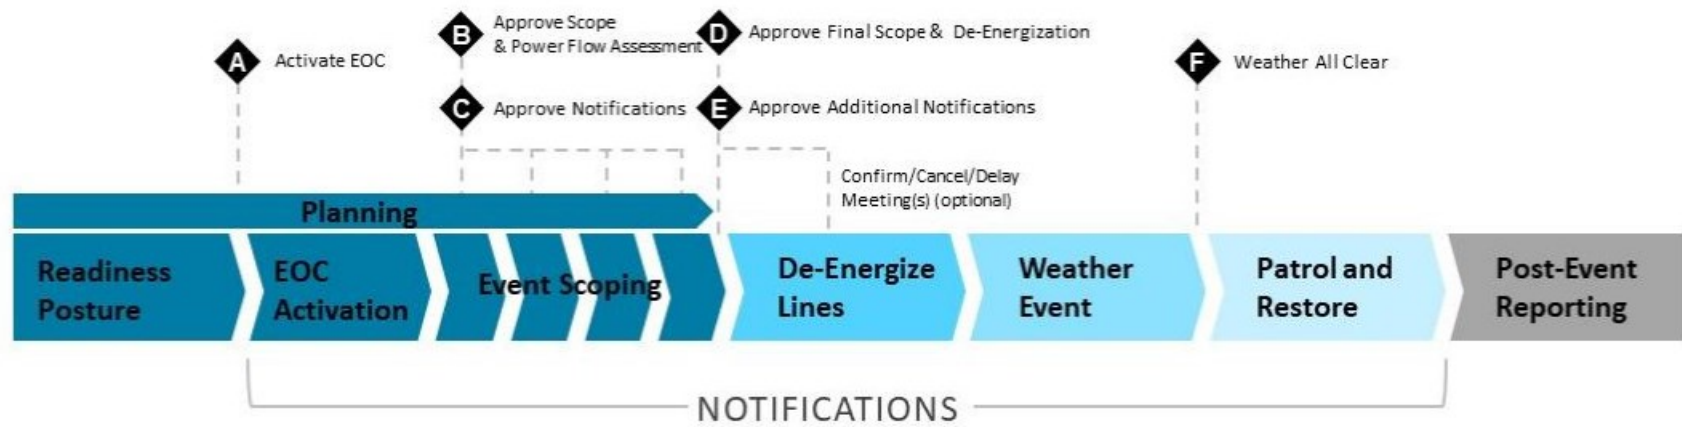 A
Activate EOC
B
Approve Scope
& Power Flow Assessment
C
Approve Notifications
D
Approve Final Scope & De-Energization
E
Approve Additional Notifications
Confirm/Cancel/Delay
Meeting(s) (optional)
F
Weather All Clear
Planning
Readiness
Posture
EOC
Activation
Event Scoping
De-Energize
Lines
Weather
Event
Patrol and
Restore
Post-Event
Reporting
NOTIFICATIONS